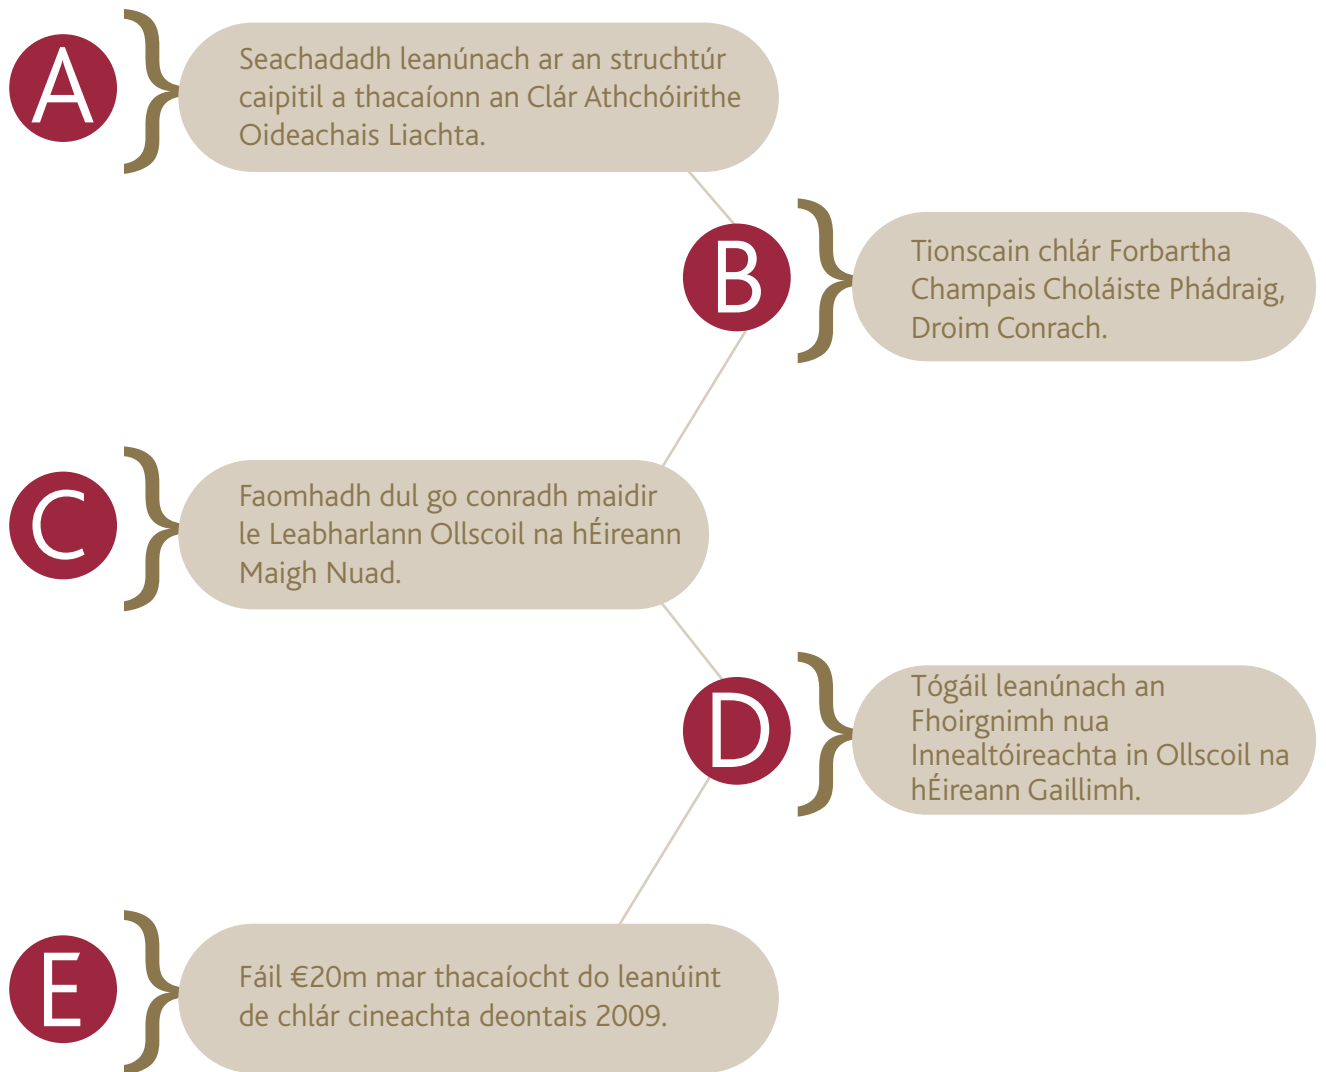 A
Seachadadh leanúnach ar an struchtúr
caipitil a thacaíonn an Clár Athchóirithe
Oideachais Liachta.
B
Tionscain chlár Forbartha
Champais Choláiste Phádraig,
Droim Conrach.
C
Faomhadh dul go conradh maidir
le Leabharlann Ollscoil na hÉireann
Maigh Nuad.
D
Tógáil leanúnach an
Fhoirgnimh nua
Innealtóireachta in Ollscoil na
hÉireann Gaillimh.
E
Fáil €20m mar thacaíocht do leanúint
de chlár cineachta deontais 2009.